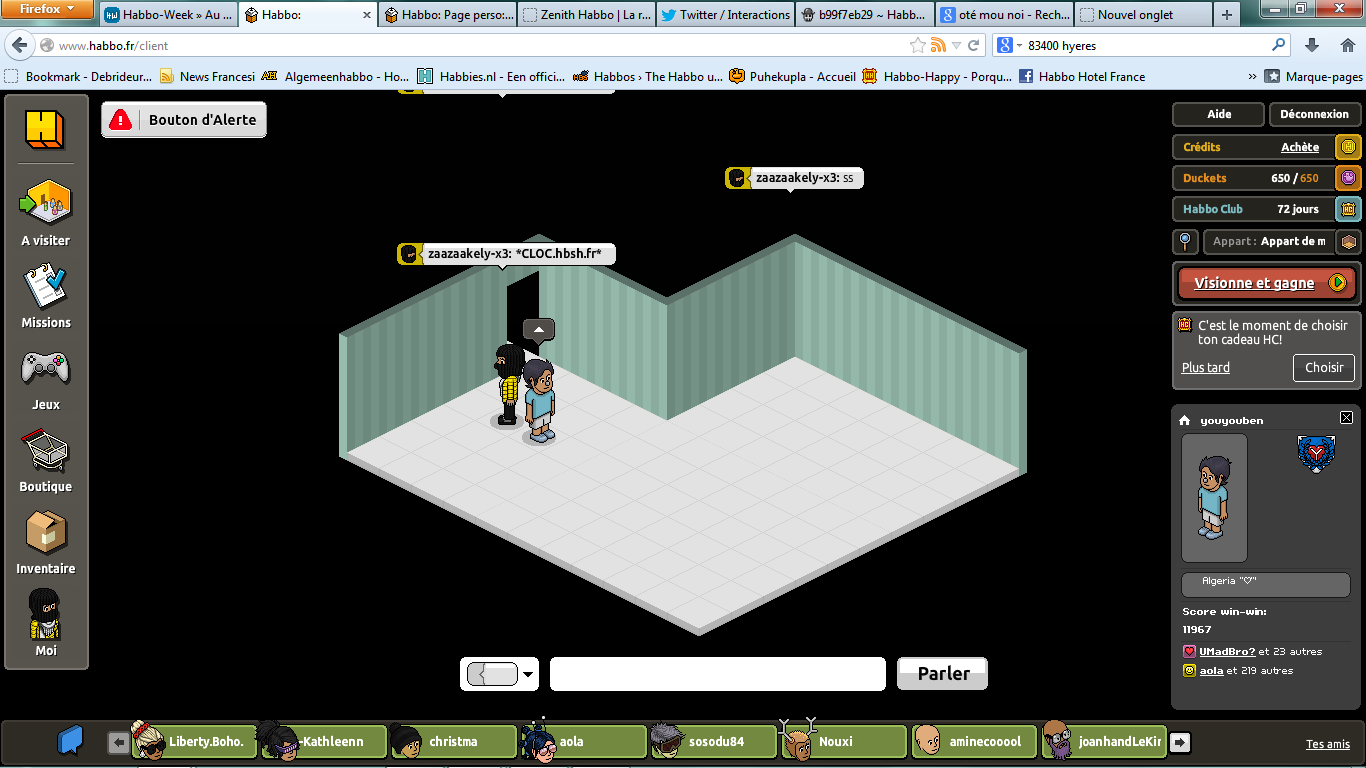 Firefox
Habbo-Week » Au ...
Habbo:
Habbo: Page perso:...
Zenith Habbo | La r...
Twitter / Interactions
b99f7eb29 ~ Habb...
oté mou noi - Rech...
Nouvel onglet
www.habbo.fr/client
83400 hyeres
Bookmark - Debrideur...
News Francesi
Algemeenhabbo - Ho...
Habbies.nl - Een offici...
Habbos › The Habbo u...
Puhekupla - Accueil
Habbo-Happy - Porqu...
Habbo Hotel France
»
Marque-pages
Bouton d'Alerte
Aide
Déconnexion
Crédits
Achète
Duckets
650 / 650
Habbo Club
72 jours
Appart : Appart de m
Visionne et gagne
C'est le moment de choisir
ton cadeau HC!
Plus tard
Choisir
A visiter
Missions
Jeux
Boutique
Inventaire
Moi
zaazaakely-x3: ss
zaazaakely-x3: *CLOC.hbsh.fr*
youyouben
Algeria "♡"
Score win-win:
11967
UMadBro? et 23 autres
aola et 219 autres
Parler
Liberty.Boho.
-Kathleenn
christma
aola
sosodu84
Nouxi
aminecooool
joanhandLeKir
Tes amis